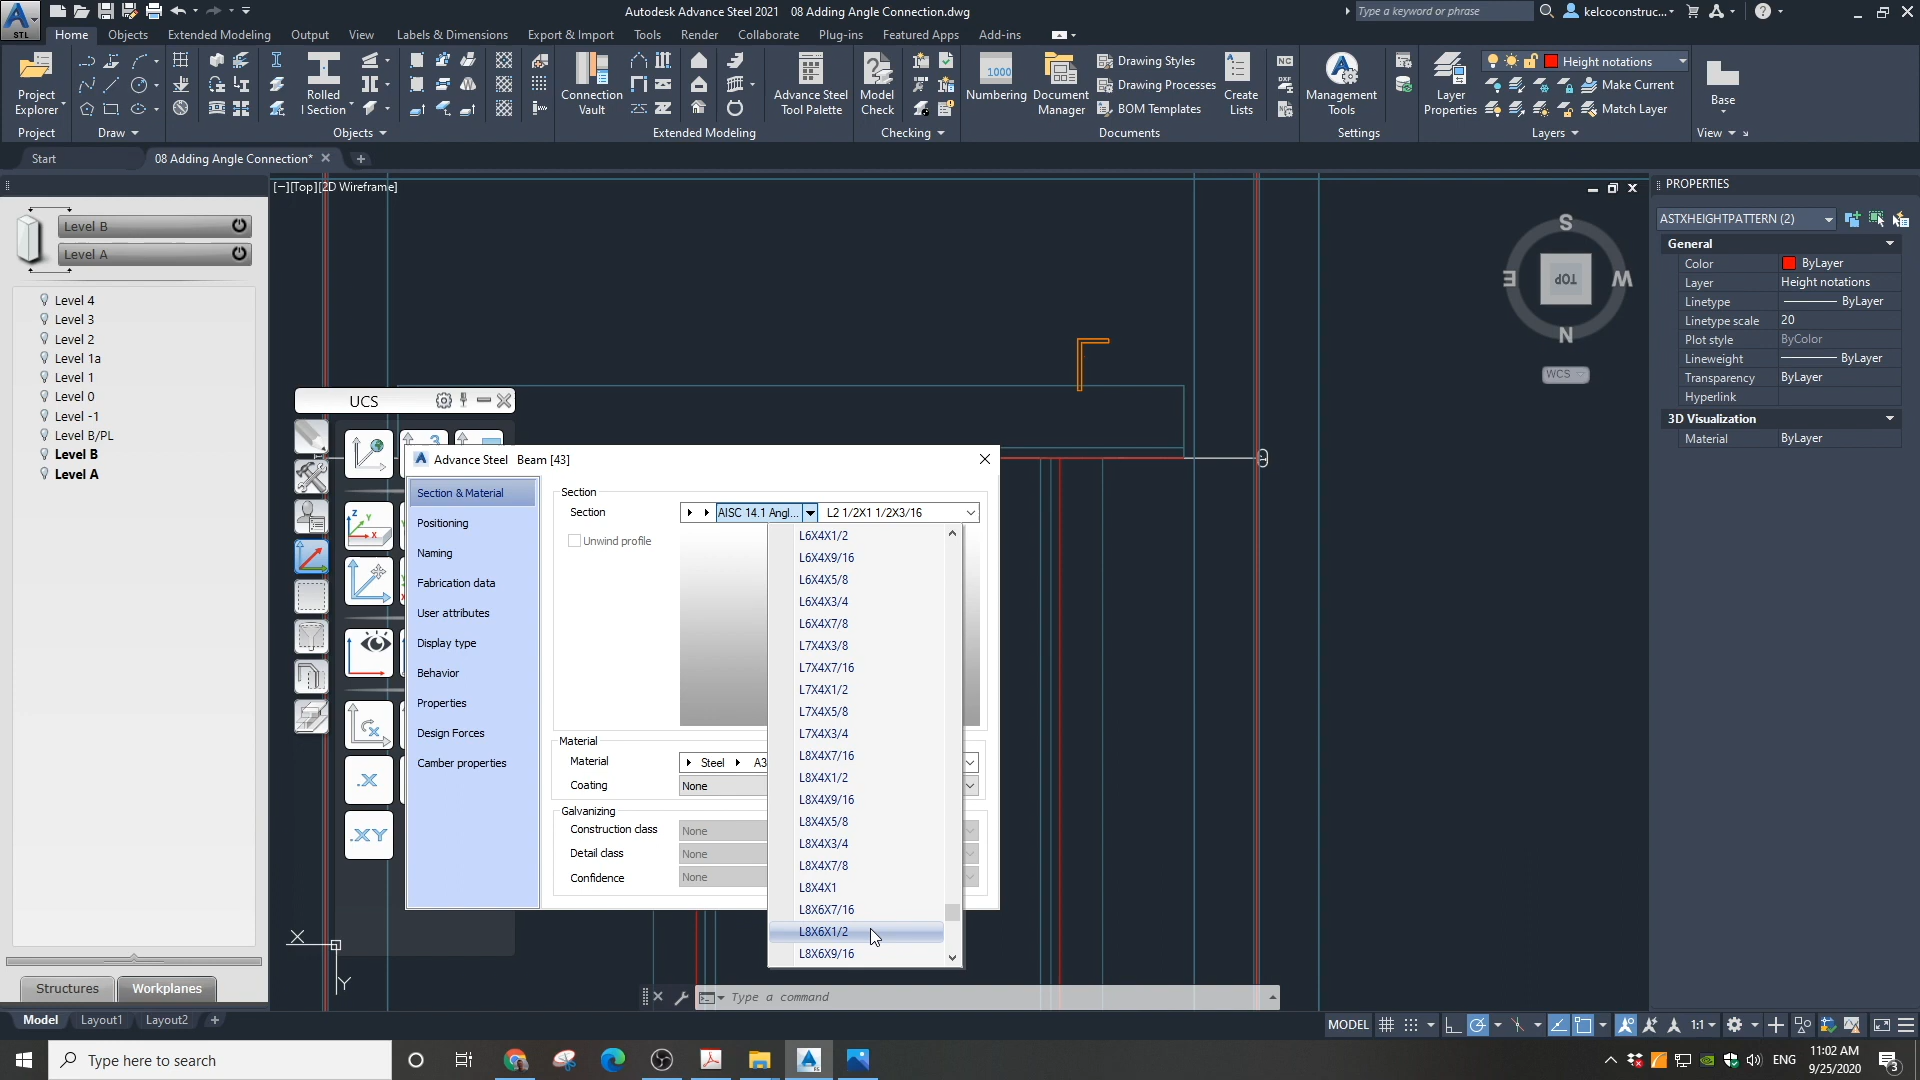 Autodesk Advance Steel 2021 08 Adding Angle Connection.dwg
Type a keyword or phrase
kelcoconstruc...
STL
Home Objects Extended Modeling Output View Labels & Dimensions Export & Import Tools Render Collaborate Plug-ins Featured Apps Add-ins
Project Explorer
Rolled I Section
Connection Vault
Advance Steel Tool Palette
Model Check
1000
Numbering
Document Manager
Drawing Styles
Drawing Processes
BOM Templates
Create Lists
NC
DXF
Management Tools
Layer Properties
Height notations
Make Current
Match Layer
Base
Project Draw Objects Extended Modeling Checking Documents Settings Layers View
Start 08 Adding Angle Connection*
[−][Top][2D Wireframe]
Level B
Level A
Level 4
Level 3
Level 2
Level 1a
Level 1
Level 0
Level -1
Level B/PL
Level B
Level A
Structures Workplanes
UCS
.X
.XY
Advance Steel Beam [43]
Section & Material
Positioning
Naming
Fabrication data
User attributes
Display type
Behavior
Properties
Design Forces
Camber properties
Section
Section AISC 14.1 Angl... L2 1/2X1 1/2X3/16
Unwind profile
L6X4X1/2
L6X4X9/16
L6X4X5/8
L6X4X3/4
L6X4X7/8
L7X4X3/8
L7X4X7/16
L7X4X1/2
L7X4X5/8
L7X4X3/4
L8X4X7/16
L8X4X1/2
L8X4X9/16
L8X4X5/8
L8X4X3/4
L8X4X7/8
L8X4X1
L8X6X7/16
L8X6X1/2
L8X6X9/16
Material
Material Steel A3
Coating None
Galvanizing
Construction class None
Detail class None
Confidence None
S
E TOP W
N
WCS
X
Y
PROPERTIES
ASTXHEIGHTPATTERN (2)
General
Color ByLayer
Layer Height notations
Linetype ByLayer
Linetype scale 20
Plot style ByColor
Lineweight ByLayer
Transparency ByLayer
Hyperlink
3D Visualization
Material ByLayer
Type a command
Model Layout1 Layout2
MODEL 1:1
Type here to search
ENG
11:02 AM
9/25/2020
3